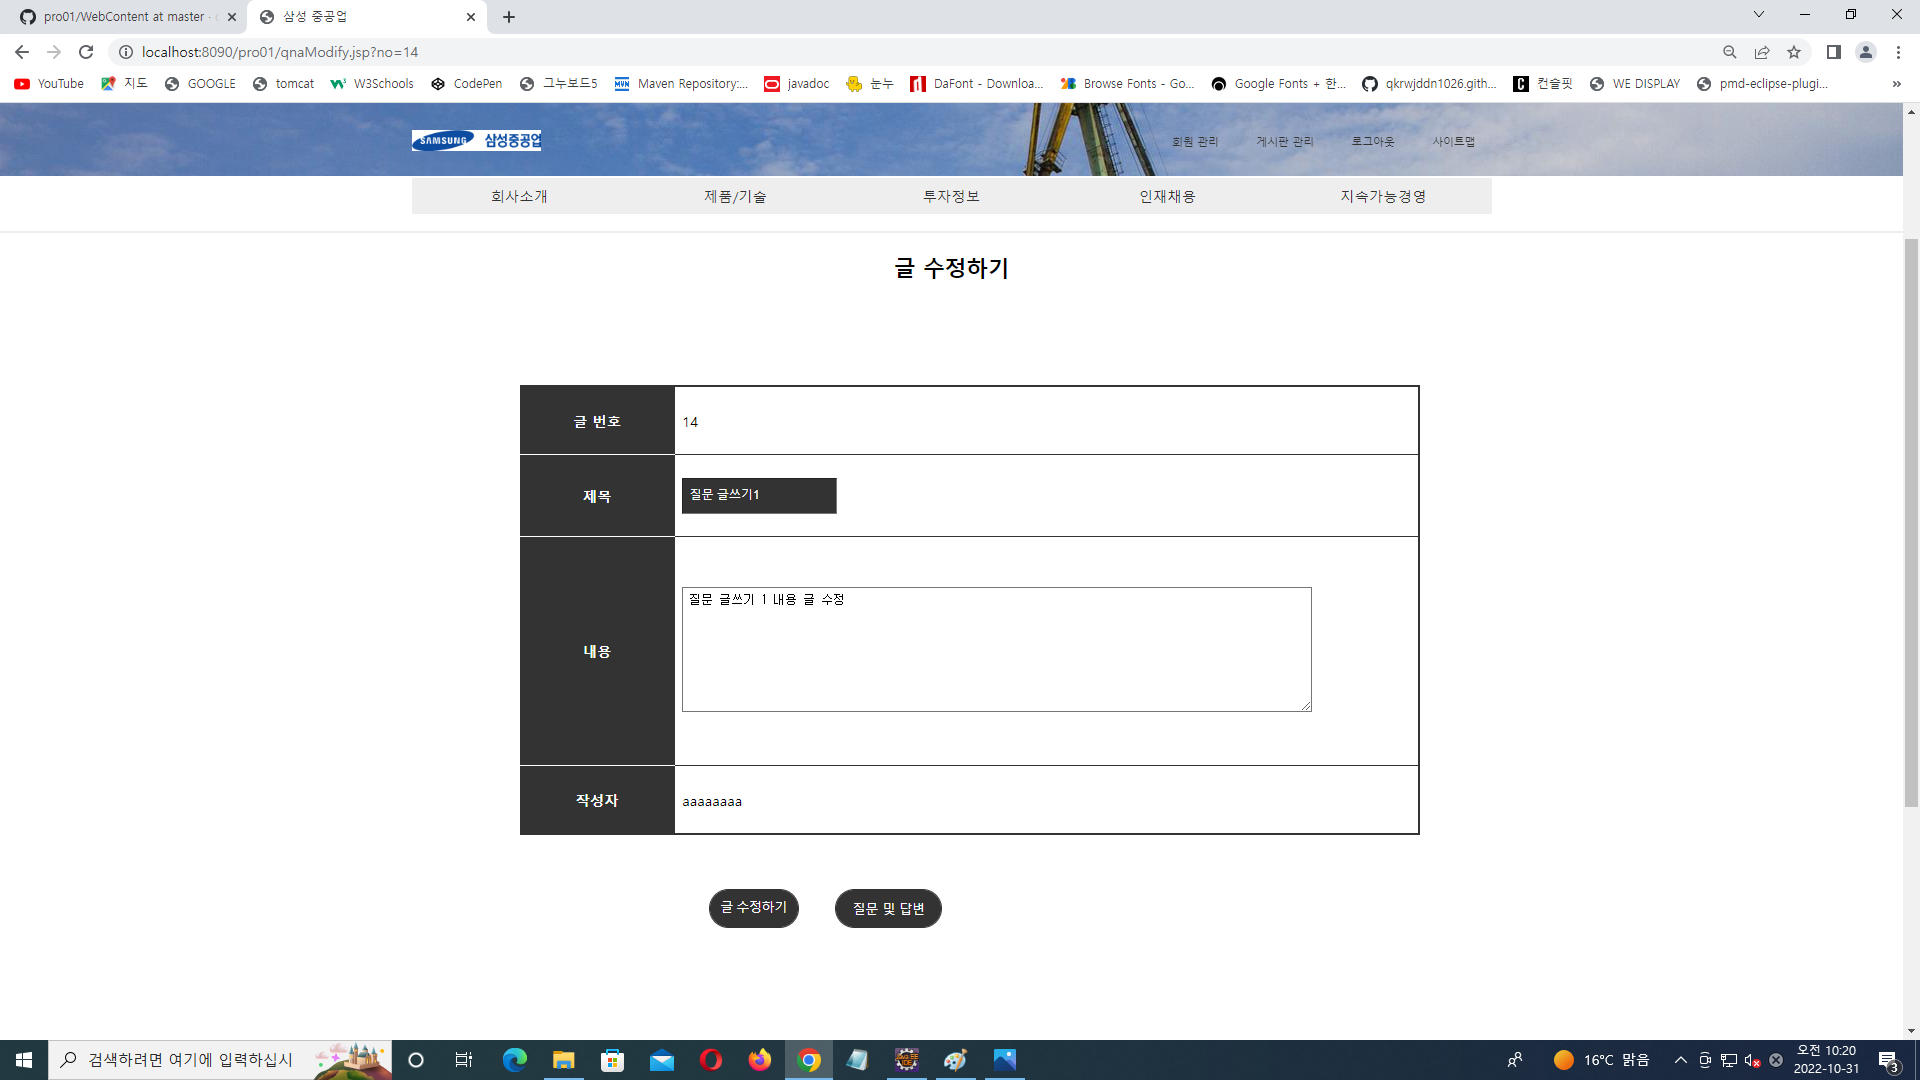 pro01/WebContent at master ·
삼성 중공업
localhost:8090/pro01/qnaModify.jsp?no=14
YouTube 지도 GOOGLE tomcat W3Schools CodePen 그누보드5 Maven Repository:... javadoc 눈누 DaFont - Downloa... Browse Fonts - Go... Google Fonts + 한... qkrwjddn1026.gith... 컨슬핏 WE DISPLAY pmd-eclipse-plugi... »
SAMSUNG 삼성중공업
회원 관리 게시판 관리 로그아웃 사이트맵
회사소개 제품/기술 투자정보 인재채용 지속가능경영
글 수정하기
글 번호 14
제목 질문 글쓰기1
내용 질문 글쓰기 1 내용 글 수정
작성자 aaaaaaaa
글 수정하기 질문 및 답변
검색하려면 여기에 입력하십시
16°C 맑음
오전 10:20
2022-10-31
3